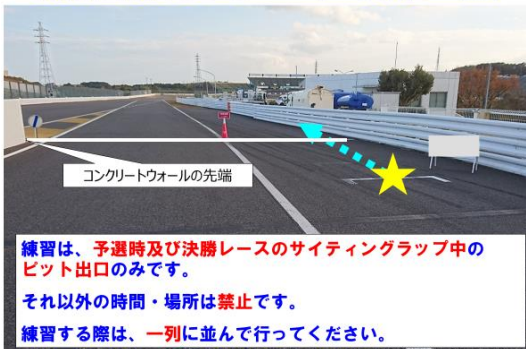 コンクリートウォールの先端
練習は、予選時及び決勝レースのサイティングラップ中の
ピット出口のみです。
それ以外の時間・場所は禁止です。
練習する際は、一列に並んで行ってください。